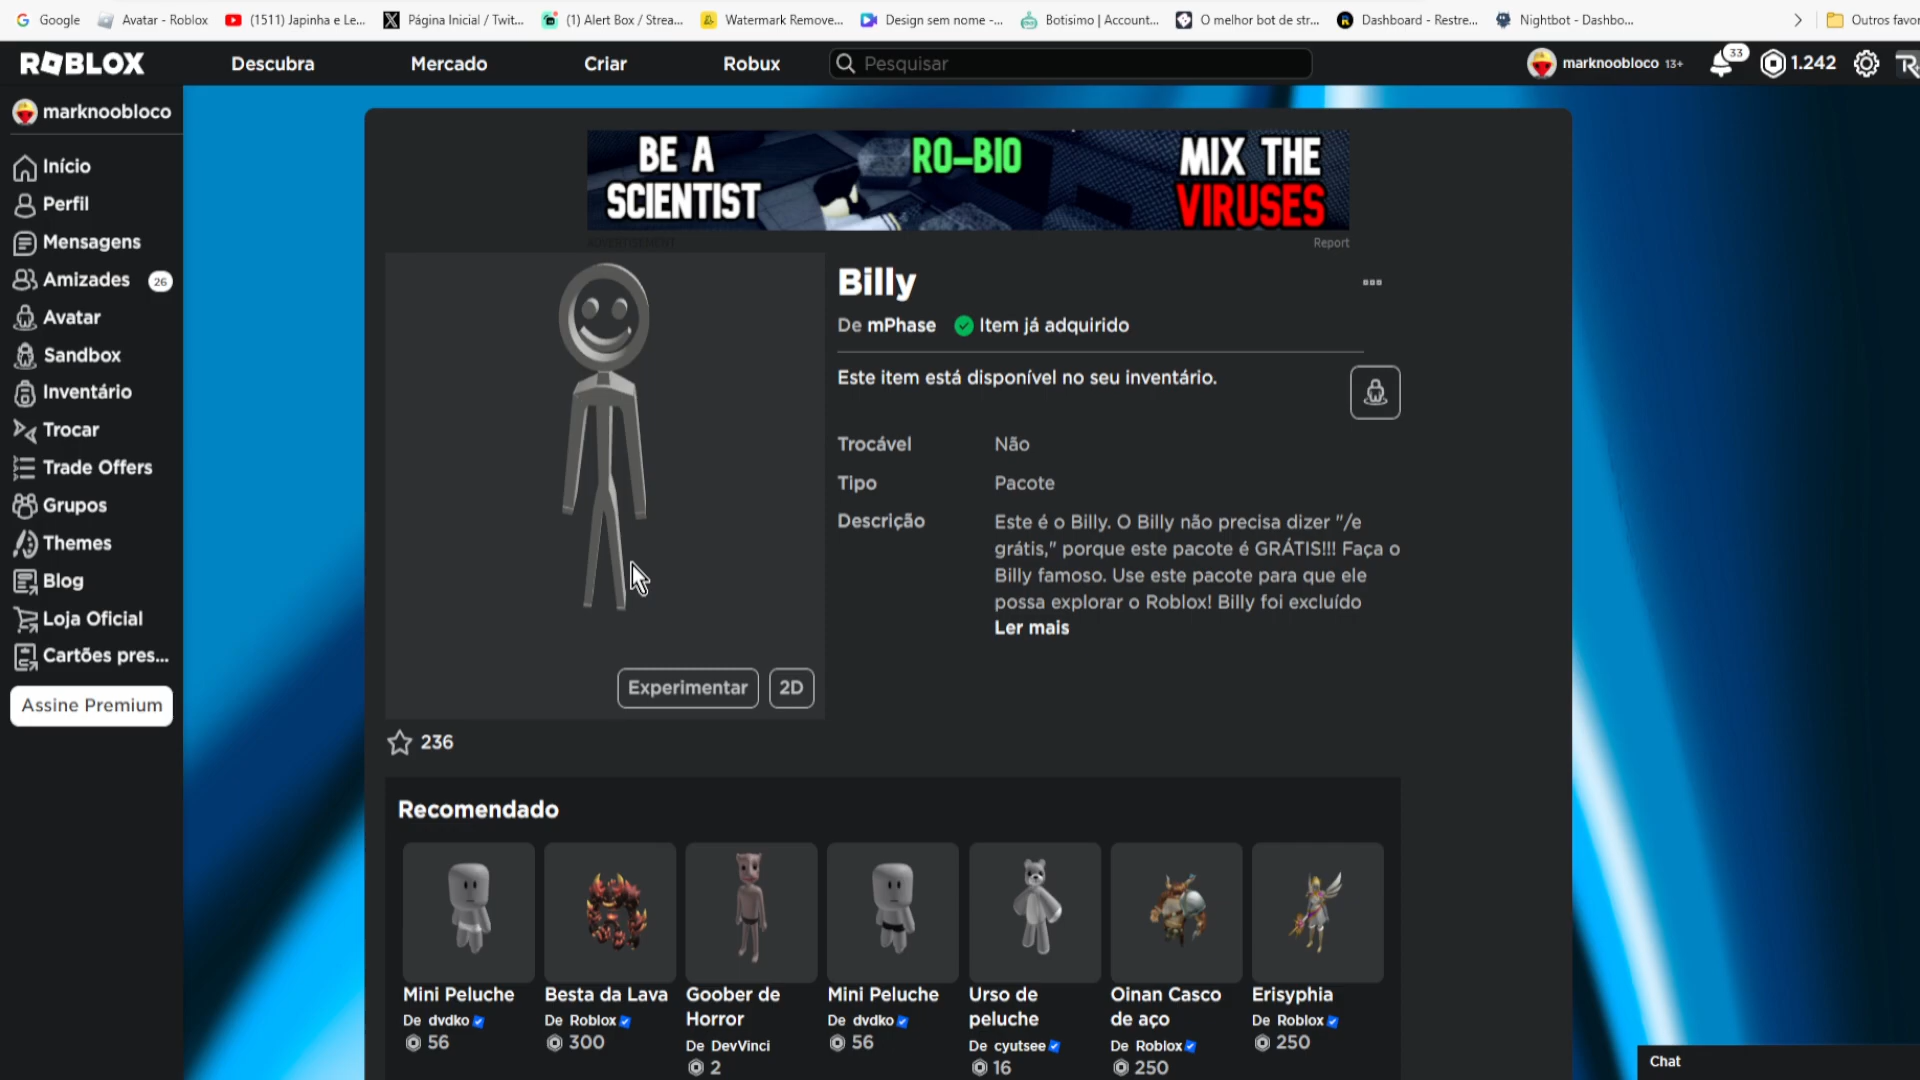 Google
Avatar - Roblox
(1511) Japinha e Le...
Página Inicial / Twit...
(1) Alert Box / Strea...
Watermark Remove...
Design sem nome -...
Botisimo | Account...
O melhor bot de str...
Dashboard - Restre...
Nightbot - Dashbo...
Outros favor
ROBLOX
Descubra
Mercado
Criar
Robux
Pesquisar
marknoobloco 13+
33
1.242
marknoobloco
Início
Perfil
Mensagens
Amizades 26
Avatar
Sandbox
Inventário
Trocar
Trade Offers
Grupos
Themes
Blog
Loja Oficial
Cartões pres...
Assine Premium
BE A
SCIENTIST
RO-BIO
MIX THE
VIRUSES
ADVERTISEMENT
Report
Billy
De mPhase Item já adquirido
Este item está disponível no seu inventário.
Trocável Não
Tipo Pacote
Descrição Este é o Billy. O Billy não precisa dizer "/e
grátis," porque este pacote é GRÁTIS!!! Faça o
Billy famoso. Use este pacote para que ele
possa explorar o Roblox! Billy foi excluído
Ler mais
Experimentar
2D
236
Recomendado
Mini Peluche
De dvdko
56
Besta da Lava
De Roblox
300
Goober de
Horror
De DevVinci
2
Mini Peluche
De dvdko
56
Urso de
peluche
De cyutsee
16
Oinan Casco
de aço
De Roblox
250
Erisyphia
De Roblox
250
Chat